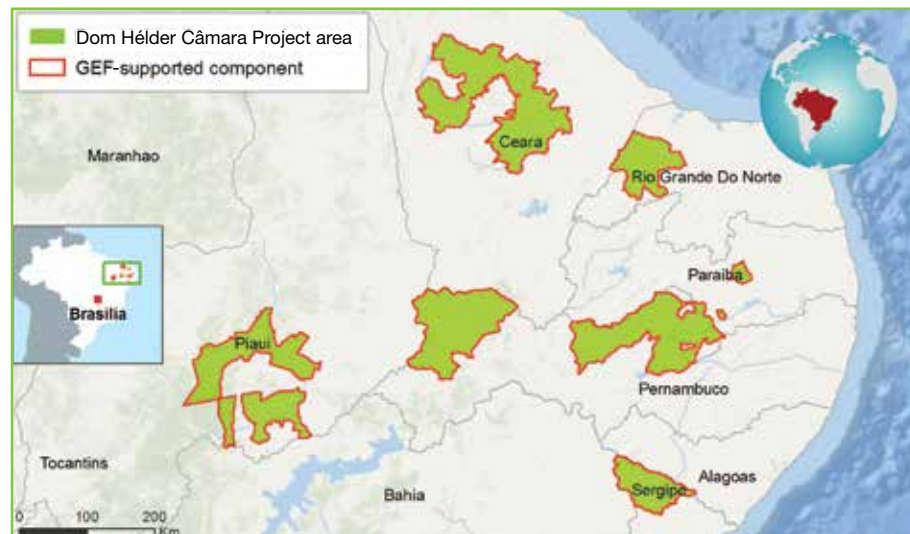 Dom Hélder Câmara Project area
GEF-supported component
Maranhao
Ceara
Rio Grande Do Norte
Paraiba
Brasilia
Piaui
Pernambuco
Tocantins
Bahia
Sergipe
Alagoas
0 100 200
Km